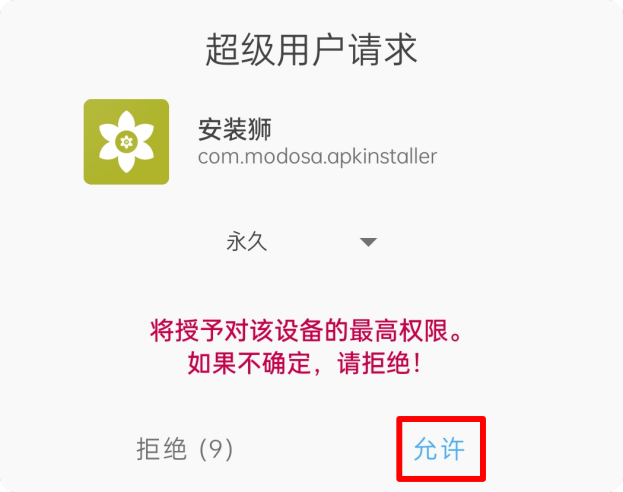 超级用户请求
安装狮
com.modosa.apkinstaller
永久
将授予对该设备的最高权限。
如果不确定，请拒绝！
拒绝 (9)
允许